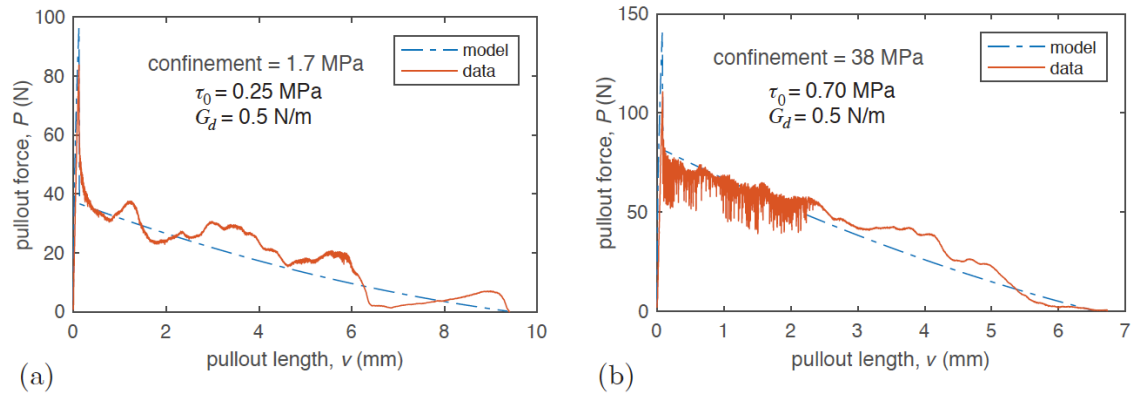 100
80
60
40
20
0
pullout force, P (N)
confinement = 1.7 MPa
τ0 = 0.25 MPa
Gd = 0.5 N/m
model
data
0 2 4 6 8 10
pullout length, v (mm)
(a)
150
100
50
0
pullout force, P (N)
confinement = 38 MPa
τ0 = 0.70 MPa
Gd = 0.5 N/m
model
data
0 1 2 3 4 5 6 7
pullout length, v (mm)
(b)